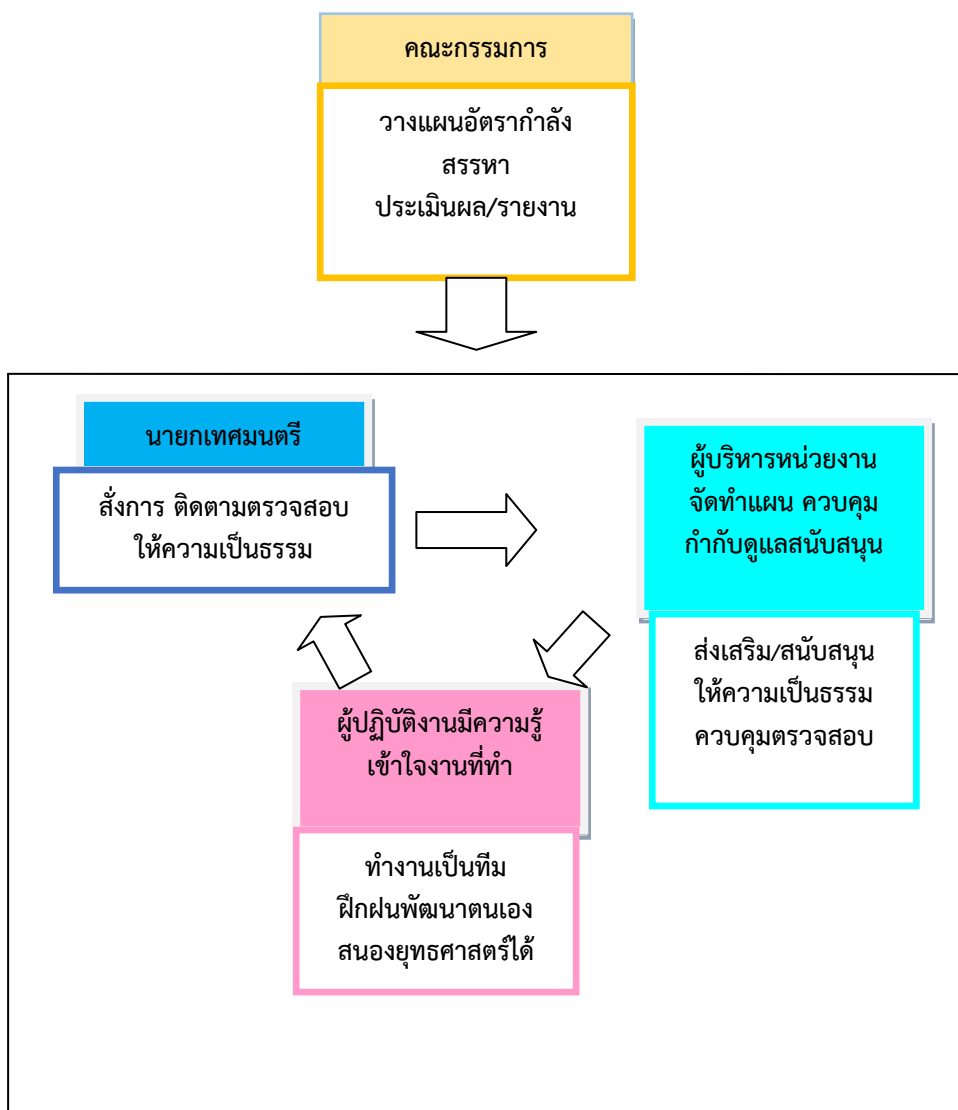 คณะกรรมการ
วางแผนอัตรากำลัง
สรรหา
ประเมินผล/รายงาน
นายกเทศมนตรี
สั่งการ ติดตามตรวจสอบ
ให้ความเป็นธรรม
ผู้บริหารหน่วยงาน
จัดทำแผน ควบคุม
กำกับดูแลสนับสนุน
ส่งเสริม/สนับสนุน
ให้ความเป็นธรรม
ควบคุมตรวจสอบ
ผู้ปฏิบัติงานมีความรู้
เข้าใจงานที่ทำ
ทำงานเป็นทีม
ฝึกฝนพัฒนาตนเอง
สนองยุทธศาสตร์ได้